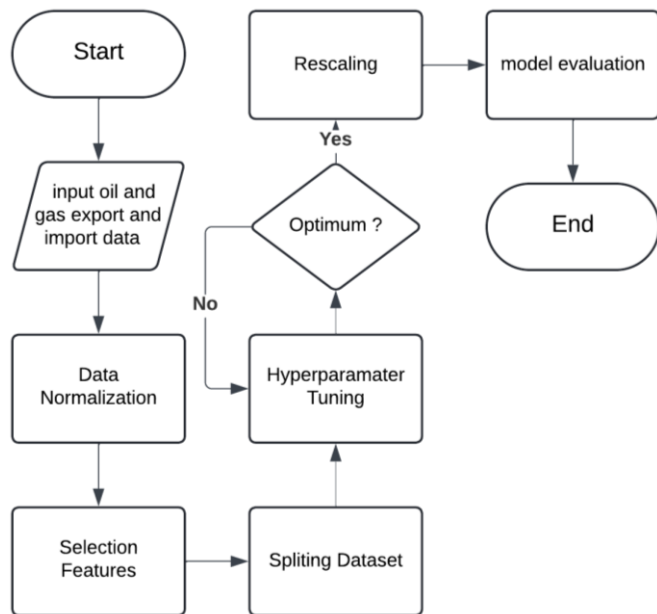 Start
input oil and
gas export and
import data
Data
Normalization
Selection
Features
Spliting Dataset
Hyperparamater
Tuning
Optimum ?
No
Yes
Rescaling
model evaluation
End